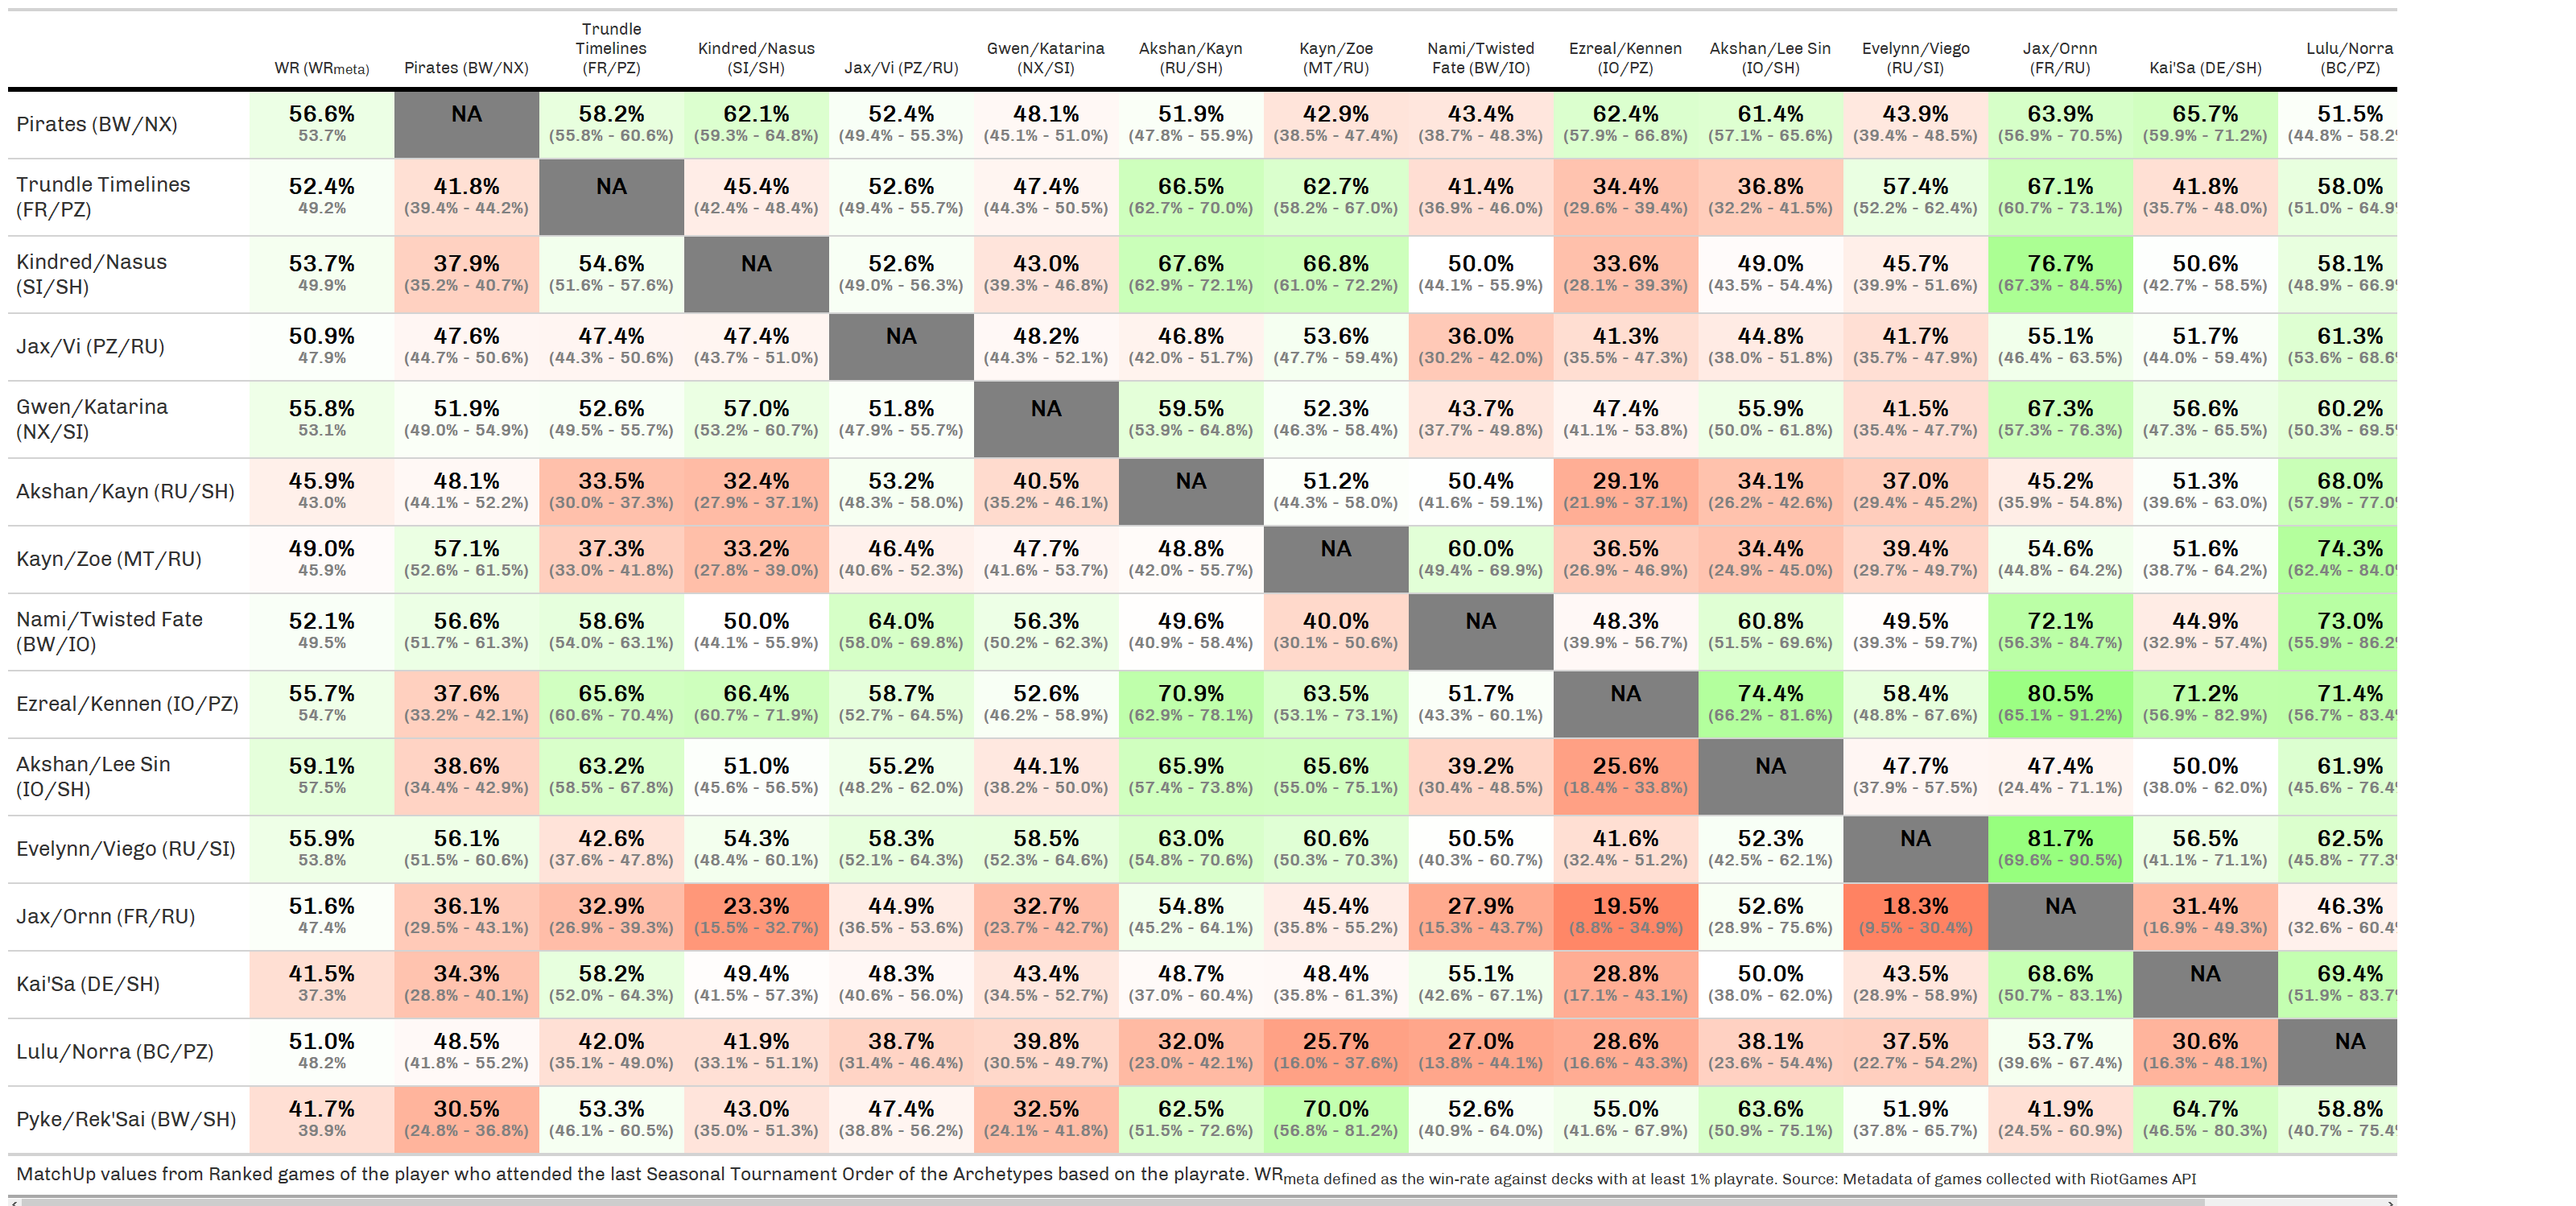 WR (WRmeta) Pirates (BW/NX) Trundle Timelines (FR/PZ) Kindred/Nasus (SI/SH) Jax/Vi (PZ/RU) Gwen/Katarina (NX/SI) Akshan/Kayn (RU/SH) Kayn/Zoe (MT/RU) Nami/Twisted Fate (BW/IO) Ezreal/Kennen (IO/PZ) Akshan/Lee Sin (IO/SH) Evelynn/Viego (RU/SI) Jax/Ornn (FR/RU) Kai'Sa (DE/SH) Lulu/Norra (BC/PZ)
Pirates (BW/NX) 56.6% NA 58.2% 62.1% 52.4% 48.1% 51.9% 42.9% 43.4% 62.4% 61.4% 43.9% 63.9% 65.7% 51.5%
53.7% (55.8% - 60.6%) (59.3% - 64.8%) (49.4% - 55.3%) (45.1% - 51.0%) (47.8% - 55.9%) (38.5% - 47.4%) (38.7% - 48.3%) (57.9% - 66.8%) (57.1% - 65.6%) (39.4% - 48.5%) (56.9% - 70.5%) (59.9% - 71.2%) (44.8% - 58.2%
Trundle Timelines (FR/PZ) 52.4% 41.8% NA 45.4% 52.6% 47.4% 66.5% 62.7% 41.4% 34.4% 36.8% 57.4% 67.1% 41.8% 58.0%
49.2% (39.4% - 44.2%) (42.4% - 48.4%) (49.4% - 55.7%) (44.3% - 50.5%) (62.7% - 70.0%) (58.2% - 67.0%) (36.9% - 46.0%) (29.6% - 39.4%) (32.2% - 41.5%) (52.2% - 62.4%) (60.7% - 73.1%) (35.7% - 48.0%) (51.0% - 64.9
Kindred/Nasus (SI/SH) 53.7% 37.9% 54.6% NA 52.6% 43.0% 67.6% 66.8% 50.0% 33.6% 49.0% 45.7% 76.7% 50.6% 58.1%
49.9% (35.2% - 40.7%) (51.6% - 57.6%) (49.0% - 56.3%) (39.3% - 46.8%) (62.9% - 72.1%) (61.0% - 72.2%) (44.1% - 55.9%) (28.1% - 39.3%) (43.5% - 54.4%) (39.9% - 51.6%) (67.3% - 84.5%) (42.7% - 58.5%) (48.9% - 66.9
Jax/Vi (PZ/RU) 50.9% 47.6% 47.4% 47.4% NA 48.2% 46.8% 53.6% 36.0% 41.3% 44.8% 41.7% 55.1% 51.7% 61.3%
47.9% (44.7% - 50.6%) (44.3% - 50.6%) (43.7% - 51.0%) (44.3% - 52.1%) (42.0% - 51.7%) (47.7% - 59.4%) (30.2% - 42.0%) (35.5% - 47.3%) (38.0% - 51.8%) (35.7% - 47.9%) (46.4% - 63.5%) (44.0% - 59.4%) (53.6% - 68.6
Gwen/Katarina (NX/SI) 55.8% 51.9% 52.6% 57.0% 51.8% NA 59.5% 52.3% 43.7% 47.4% 55.9% 41.5% 67.3% 56.6% 60.2%
53.1% (49.0% - 54.9%) (49.5% - 55.7%) (53.2% - 60.7%) (47.9% - 55.7%) (53.9% - 64.8%) (46.3% - 58.4%) (37.7% - 49.8%) (41.1% - 53.8%) (50.0% - 61.8%) (35.4% - 47.7%) (57.3% - 76.3%) (47.3% - 65.5%) (50.3% - 69.5
Akshan/Kayn (RU/SH) 45.9% 48.1% 33.5% 32.4% 53.2% 40.5% NA 51.2% 50.4% 29.1% 34.1% 37.0% 45.2% 51.3% 68.0%
43.0% (44.1% - 52.2%) (30.0% - 37.3%) (27.9% - 37.1%) (48.3% - 58.0%) (35.2% - 46.1%) (44.3% - 58.0%) (41.6% - 59.1%) (21.9% - 37.1%) (26.2% - 42.6%) (29.4% - 45.2%) (35.9% - 54.8%) (39.6% - 63.0%) (57.9% - 77.0
Kayn/Zoe (MT/RU) 49.0% 57.1% 37.3% 33.2% 46.4% 47.7% 48.8% NA 60.0% 36.5% 34.4% 39.4% 54.6% 51.6% 74.3%
45.9% (52.6% - 61.5%) (33.0% - 41.8%) (27.8% - 39.0%) (40.6% - 52.3%) (41.6% - 53.7%) (42.0% - 55.7%) (49.4% - 69.9%) (26.9% - 46.9%) (24.9% - 45.0%) (29.7% - 49.7%) (44.8% - 64.2%) (38.7% - 64.2%) (62.4% - 84.0
Nami/Twisted Fate (BW/IO) 52.1% 56.6% 58.6% 50.0% 64.0% 56.3% 49.6% 40.0% NA 48.3% 60.8% 49.5% 72.1% 44.9% 73.0%
49.5% (51.7% - 61.3%) (54.0% - 63.1%) (44.1% - 55.9%) (58.0% - 69.8%) (50.2% - 62.3%) (40.9% - 58.4%) (30.1% - 50.6%) (39.9% - 56.7%) (51.5% - 69.6%) (39.3% - 59.7%) (56.3% - 84.7%) (32.9% - 57.4%) (55.9% - 86.2
Ezreal/Kennen (IO/PZ) 55.7% 37.6% 65.6% 66.4% 58.7% 52.6% 70.9% 63.5% 51.7% NA 74.4% 58.4% 80.5% 71.2% 71.4%
54.7% (33.2% - 42.1%) (60.6% - 70.4%) (60.7% - 71.9%) (52.7% - 64.5%) (46.2% - 58.9%) (62.9% - 78.1%) (53.1% - 73.1%) (43.3% - 60.1%) (66.2% - 81.6%) (48.8% - 67.6%) (65.1% - 91.2%) (56.9% - 82.9%) (56.7% - 83.4
Akshan/Lee Sin (IO/SH) 59.1% 38.6% 63.2% 51.0% 55.2% 44.1% 65.9% 65.6% 39.2% 25.6% NA 47.7% 47.4% 50.0% 61.9%
57.5% (34.4% - 42.9%) (58.5% - 67.8%) (45.6% - 56.5%) (48.2% - 62.0%) (38.2% - 50.0%) (57.4% - 73.8%) (55.0% - 75.1%) (30.4% - 48.5%) (18.4% - 33.8%) (37.9% - 57.5%) (24.4% - 71.1%) (38.0% - 62.0%) (45.6% - 76.4
Evelynn/Viego (RU/SI) 55.9% 56.1% 42.6% 54.3% 58.3% 58.5% 63.0% 60.6% 50.5% 41.6% 52.3% NA 81.7% 56.5% 62.5%
53.8% (51.5% - 60.6%) (37.6% - 47.8%) (48.4% - 60.1%) (52.1% - 64.3%) (52.3% - 64.6%) (54.8% - 70.6%) (50.3% - 70.3%) (40.3% - 60.7%) (32.4% - 51.2%) (42.5% - 62.1%) (69.6% - 90.5%) (41.1% - 71.1%) (45.8% - 77.3
Jax/Ornn (FR/RU) 51.6% 36.1% 32.9% 23.3% 44.9% 32.7% 54.8% 45.4% 27.9% 19.5% 52.6% 18.3% NA 31.4% 46.3%
47.4% (29.5% - 43.1%) (26.9% - 39.3%) (15.5% - 32.7%) (36.5% - 53.6%) (23.7% - 42.7%) (45.2% - 64.1%) (35.8% - 55.2%) (15.3% - 43.7%) (8.8% - 34.9%) (28.9% - 75.6%) (9.5% - 30.4%) (16.9% - 49.3%) (32.6% - 60.4
Kai'Sa (DE/SH) 41.5% 34.3% 58.2% 49.4% 48.3% 43.4% 48.7% 48.4% 55.1% 28.8% 50.0% 43.5% 68.6% NA 69.4%
37.3% (28.8% - 40.1%) (52.0% - 64.3%) (41.5% - 57.3%) (40.6% - 56.0%) (34.5% - 52.7%) (37.0% - 60.4%) (35.8% - 61.3%) (42.6% - 67.1%) (17.1% - 43.1%) (38.0% - 62.0%) (28.9% - 58.9%) (50.7% - 83.1%) (51.9% - 83.7
Lulu/Norra (BC/PZ) 51.0% 48.5% 42.0% 41.9% 38.7% 39.8% 32.0% 25.7% 27.0% 28.6% 38.1% 37.5% 53.7% 30.6% NA
48.2% (41.8% - 55.2%) (35.1% - 49.0%) (33.1% - 51.1%) (31.4% - 46.4%) (30.5% - 49.7%) (23.0% - 42.1%) (16.0% - 37.6%) (13.8% - 44.1%) (16.6% - 43.3%) (23.6% - 54.4%) (22.7% - 54.2%) (39.6% - 67.4%) (16.3% - 48.1%)
Pyke/Rek'Sai (BW/SH) 41.7% 30.5% 53.3% 43.0% 47.4% 32.5% 62.5% 70.0% 52.6% 55.0% 63.6% 51.9% 41.9% 64.7% 58.8%
39.9% (24.8% - 36.8%) (46.1% - 60.5%) (35.0% - 51.3%) (38.8% - 56.2%) (24.1% - 41.8%) (51.5% - 72.6%) (56.8% - 81.2%) (40.9% - 64.0%) (41.6% - 67.9%) (50.9% - 75.1%) (37.8% - 65.7%) (24.5% - 60.9%) (46.5% - 80.3%) (40.7% - 75.4
MatchUp values from Ranked games of the player who attended the last Seasonal Tournament Order of the Archetypes based on the playrate. WRmeta defined as the win-rate against decks with at least 1% playrate. Source: Metadata of games collected with RiotGames API